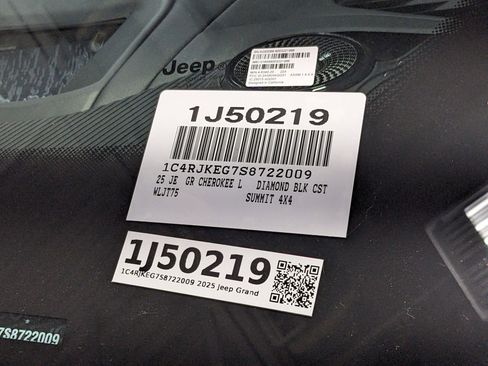 Jeep
1J50219
1C4RJKEG7S8722009
25 JE GR CHEROKEE L DIAMOND BLK CST
WLJT75 SUMMIT 4X4
1J50219
1C4RJKEG7S8722009 2025 Jeep Grand
7S8722009